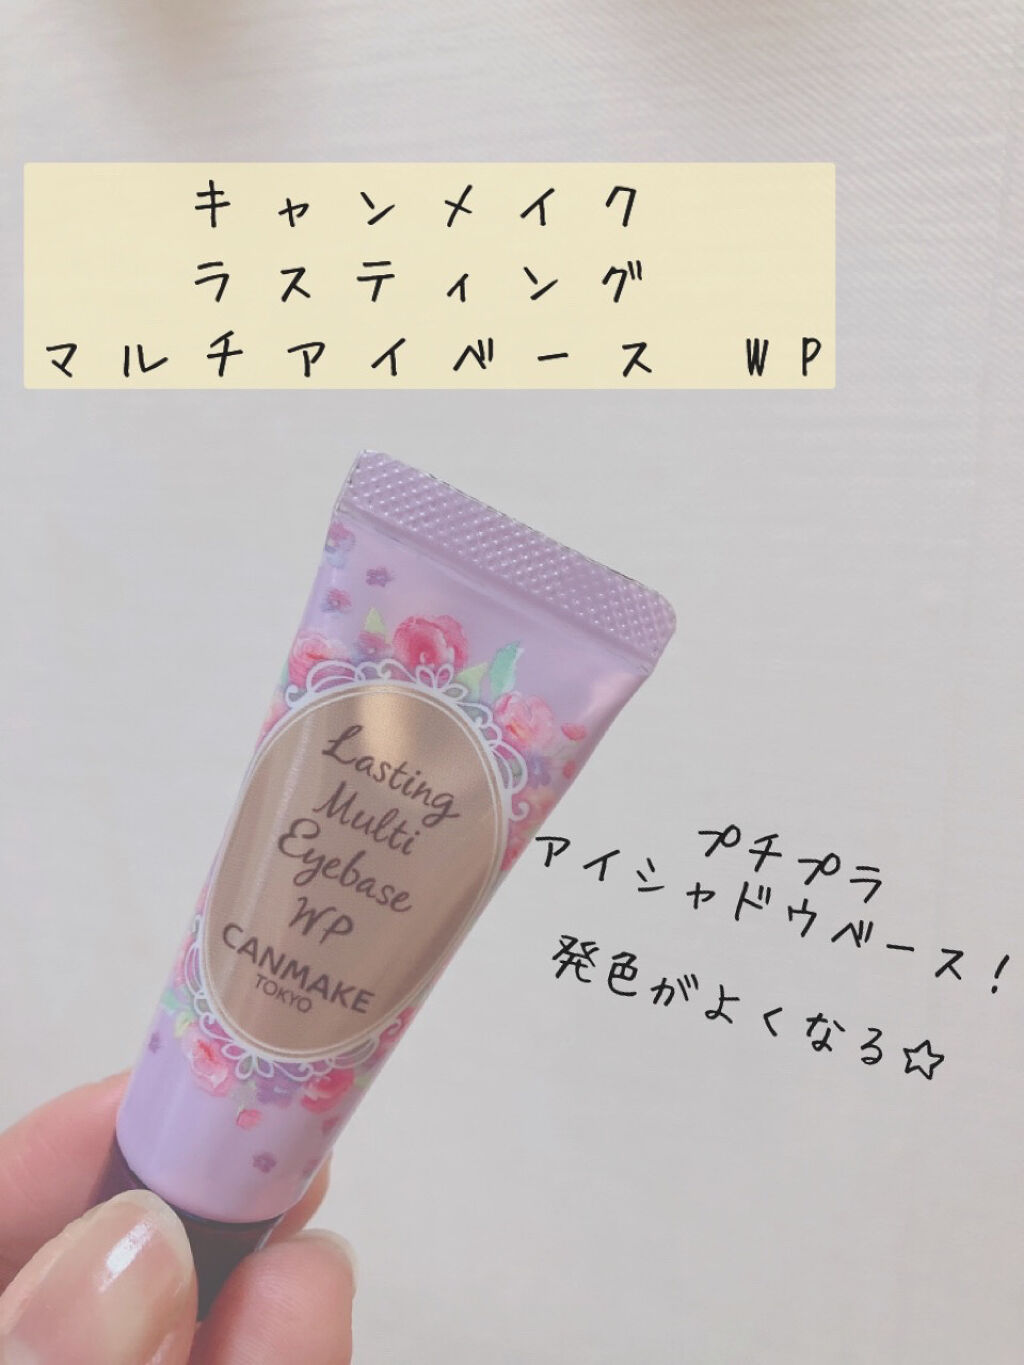 キャンメイク
ラスティング
マルチアイベース WP
Lasting
Multi
Eyebase
WP
CANMAKE
TOKYO
プチプラ
アイシャドウベース!
発色がよくなる☆